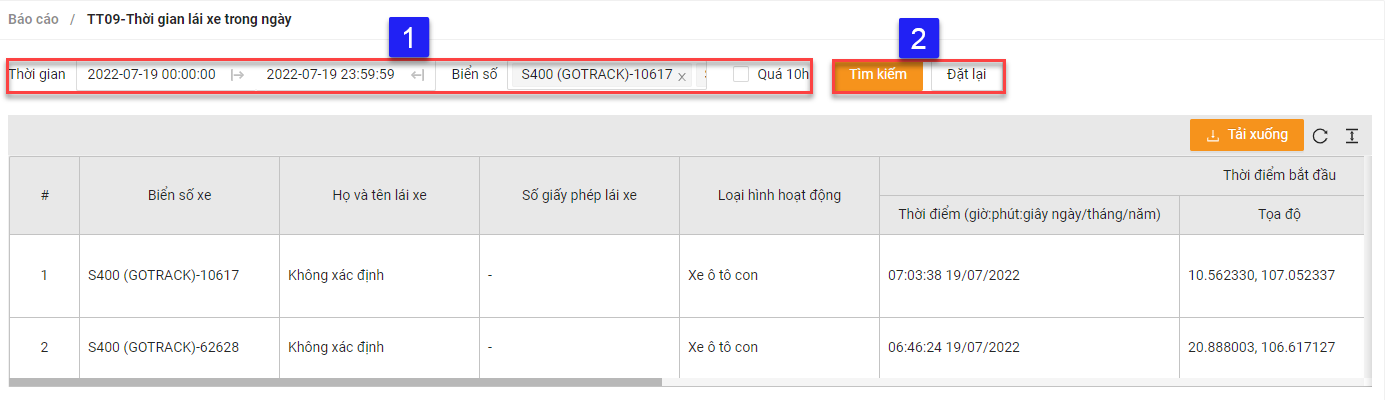 Báo cáo / TT09-Thời gian lái xe trong ngày
1
2
Thời gian 2022-07-19 00:00:00 2022-07-19 23:59:59 Biển số S400 (GOTRACK)-10617 x Quá 10h Tìm kiếm Đặt lại
Tải xuống
Thời điểm bắt đầu
# Biển số xe Họ và tên lái xe Số giấy phép lái xe Loại hình hoạt động
Thời điểm (giờ:phút:giây ngày/tháng/năm) Tọa độ
1 S400 (GOTRACK)-10617 Không xác định - Xe ô tô con 07:03:38 19/07/2022 10.562330, 107.052337
2 S400 (GOTRACK)-62628 Không xác định - Xe ô tô con 06:46:24 19/07/2022 20.888003, 106.617127